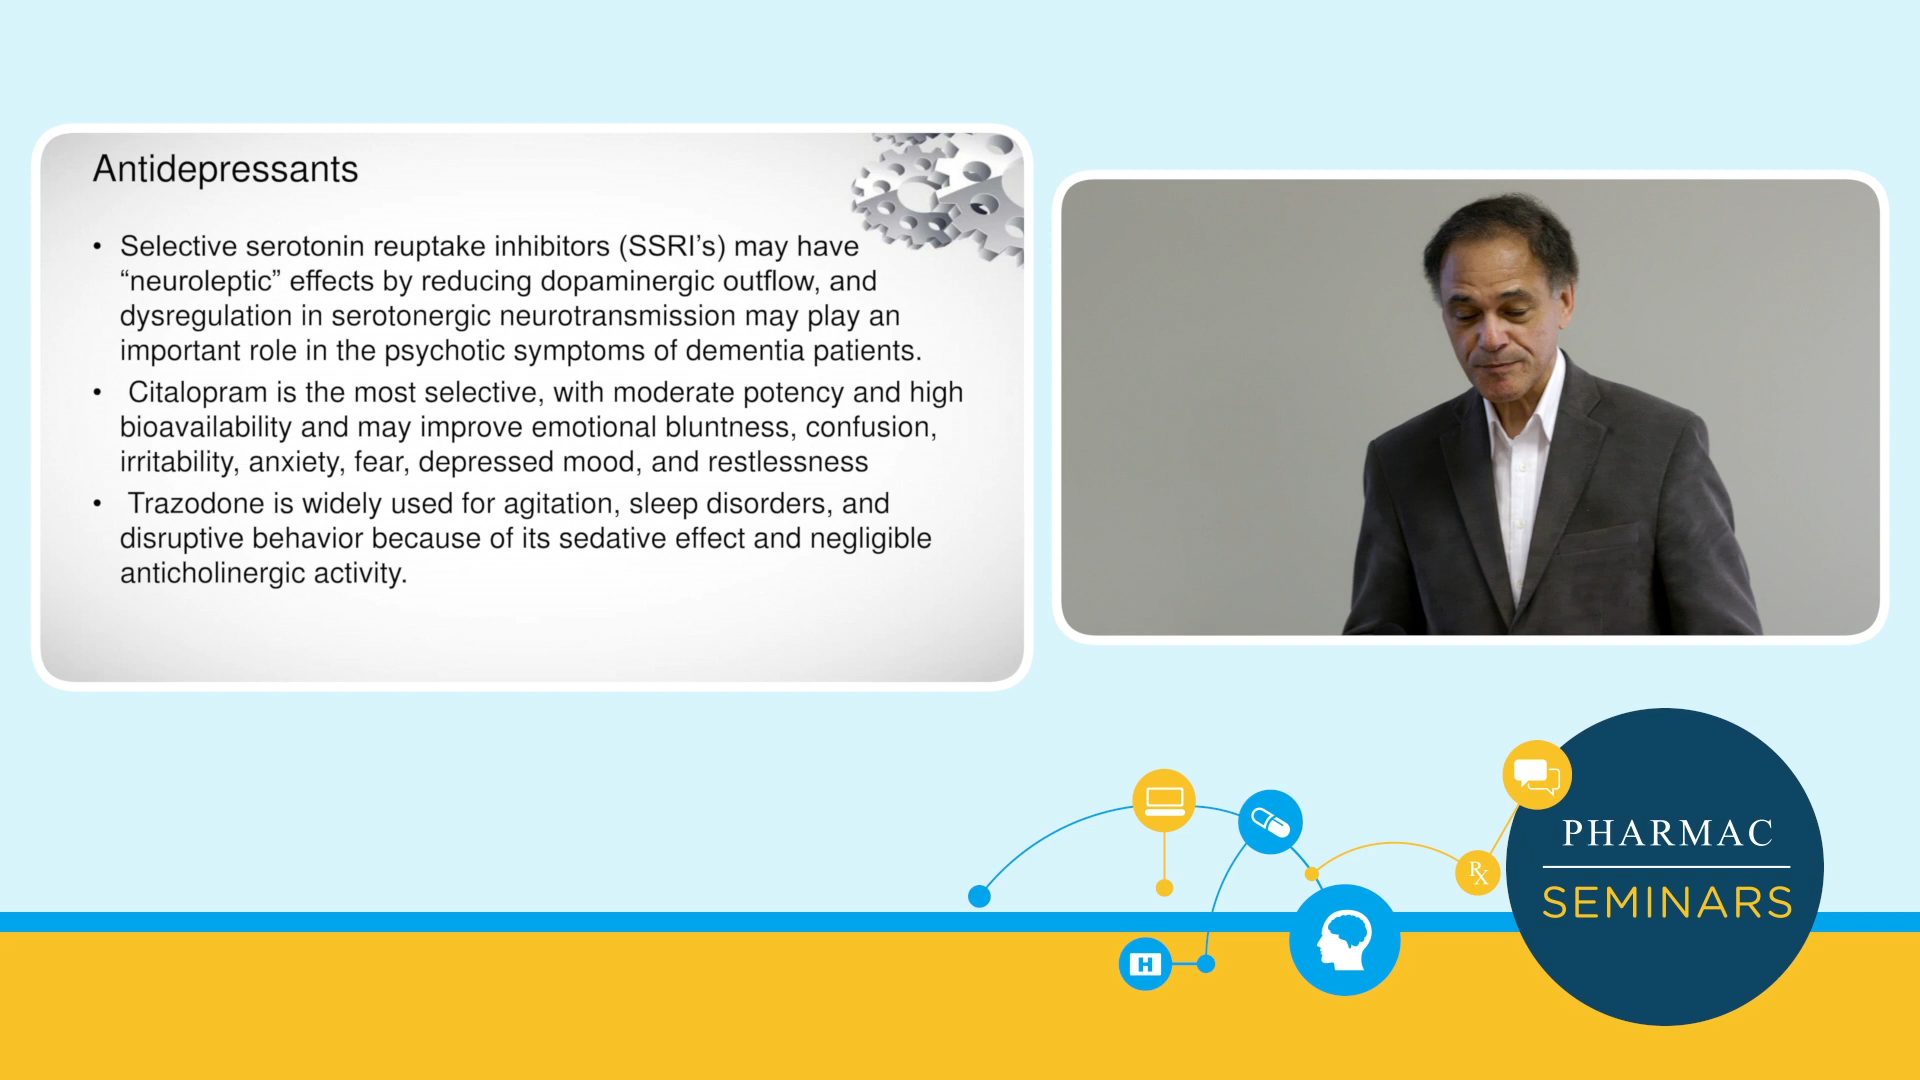 Antidepressants
• Selective serotonin reuptake inhibitors (SSRI’s) may have
“neuroleptic” effects by reducing dopaminergic outflow, and
dysregulation in serotonergic neurotransmission may play an
important role in the psychotic symptoms of dementia patients.
• Citalopram is the most selective, with moderate potency and high
bioavailability and may improve emotional bluntness, confusion,
irritability, anxiety, fear, depressed mood, and restlessness
• Trazodone is widely used for agitation, sleep disorders, and
disruptive behavior because of its sedative effect and negligible
anticholinergic activity.
PHARMAC
Rx
SEMINARS
H